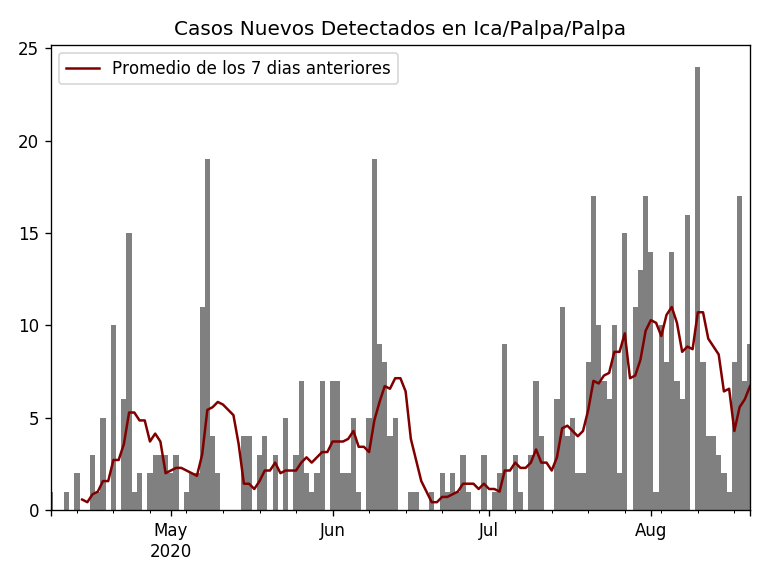 Casos Nuevos Detectados en Ica/Palpa/Palpa
Promedio de los 7 dias anteriores
25
20
15
10
5
0
May Jun Jul Aug
2020